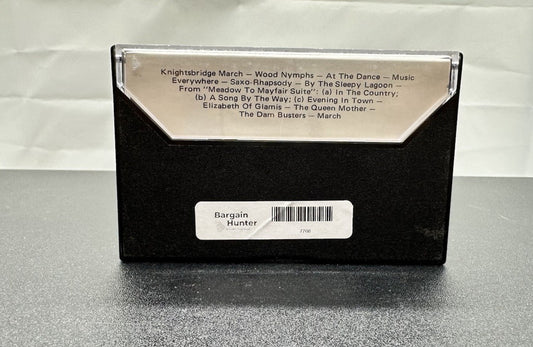 Knightsbridge March — Wood Nymphs — At The Dance — Music
Everywhere — Saxo-Rhapsody — By The Sleepy Lagoon —
From "Meedow To Mayfair Suite": (a) In The Country;
(b) A Song By The Way; (c) Evening In Town —
Elizabeth Of Glamis — The Queen Mother —
The Dam Busters — March
Bargain
Hunter
7766